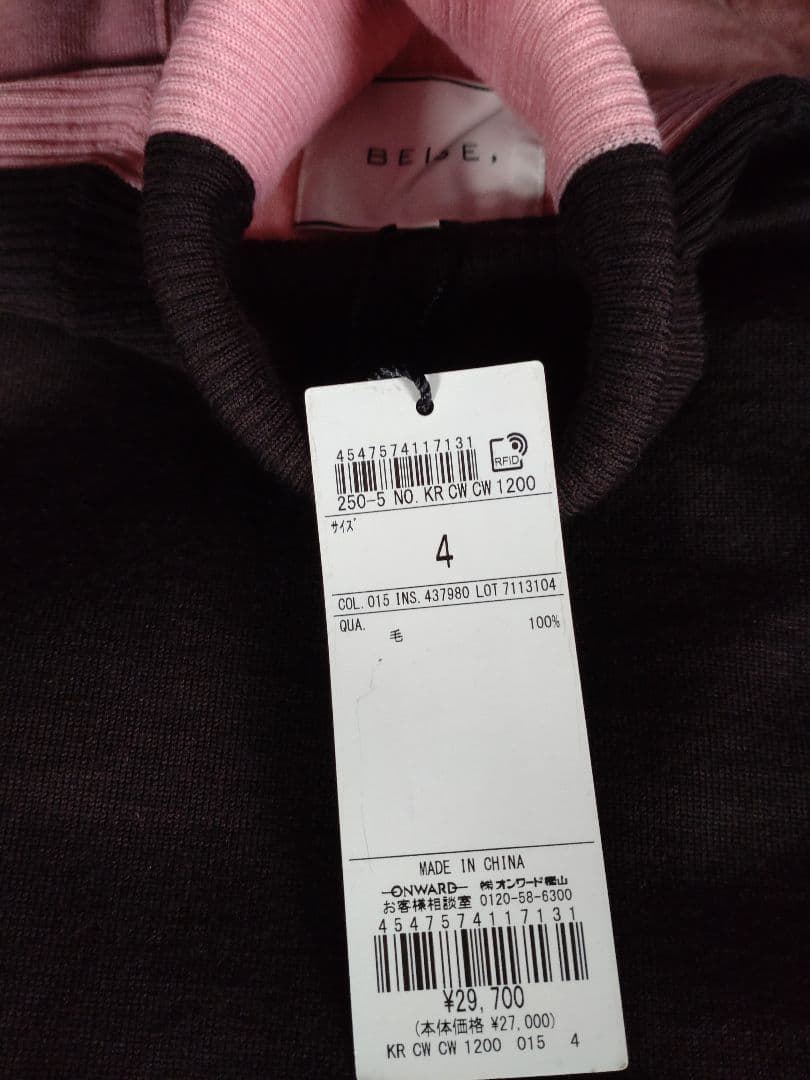 BEIGE,
4547574117131
RFID
250-5 NO. KR CW CW 1200
サイズ
4
COL. 015 INS. 437980 LOT 7113104
QUA.
毛 100%
MADE IN CHINA
ONWARD ㈱オンワード樫山
お客様相談室 0120-58-6300
4547574117131
¥29,700
(本体価格 ¥27,000)
KR CW CW 1200 015 4